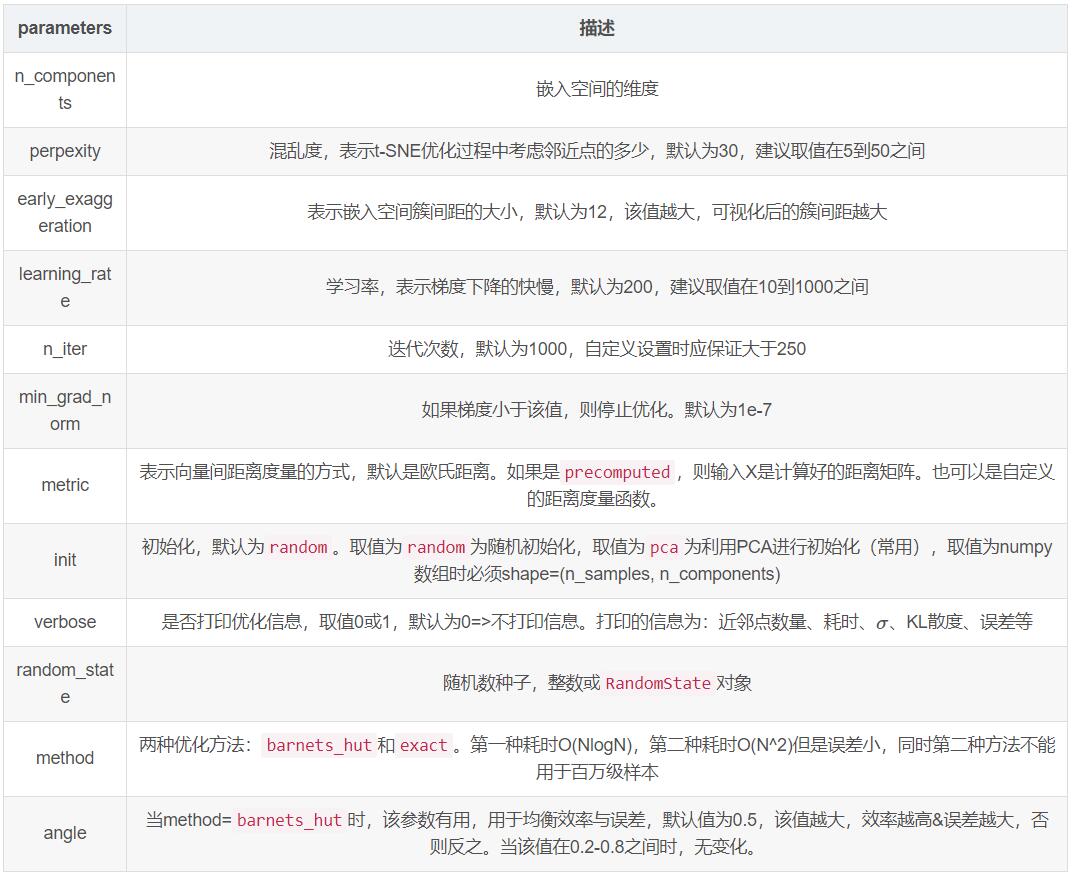 parameters
描述
n_componen
ts
嵌入空间的维度
perpexity
混乱度，表示t-SNE优化过程中考虑邻近点的多少，默认为30，建议取值在5到50之间
early_exagg
eration
表示嵌入空间簇间距的大小，默认为12，该值越大，可视化后的簇间距越大
learning_rat
e
学习率，表示梯度下降的快慢，默认为200，建议取值在10到1000之间
n_iter
迭代次数，默认为1000，自定义设置时应保证大于250
min_grad_n
orm
如果梯度小于该值，则停止优化。默认为1e-7
metric
表示向量间距离度量的方式，默认是欧氏距离。如果是 precomputed ，则输入X是计算好的距离矩阵。也可以是自定义
的距离度量函数。
init
初始化，默认为 random 。取值为 random 为随机初始化，取值为 pca 为利用PCA进行初始化（常用），取值为numpy
数组时必须shape=(n_samples, n_components)
verbose
是否打印优化信息，取值0或1，默认为0=>不打印信息。打印的信息为：近邻点数量、耗时、σ、KL散度、误差等
random_stat
e
随机数种子，整数或 RandomState 对象
method
两种优化方法： barnets_hut 和 exact 。第一种耗时O(NlogN)，第二种耗时O(N^2)但是误差小，同时第二种方法不能
用于百万级样本
angle
当method= barnets_hut 时，该参数有用，用于均衡效率与误差，默认值为0.5，该值越大，效率越高&误差越大，否
则反之。当该值在0.2-0.8之间时，无变化。